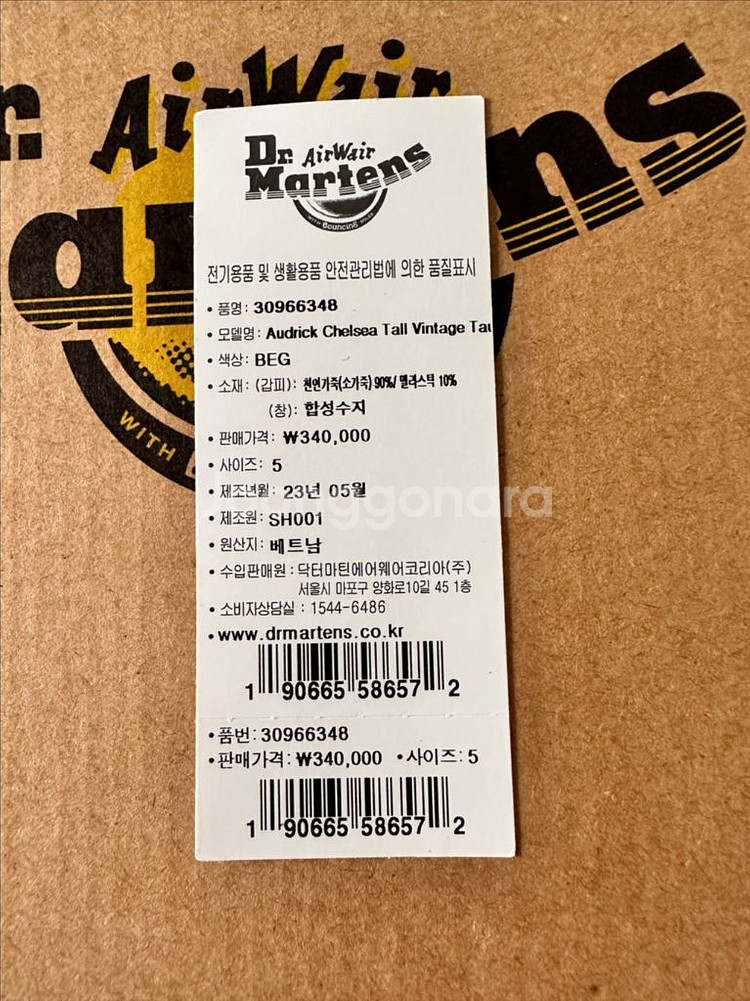 r. AirWair
ar ns
WITH
Dr. AirWair
Martens
WITH Bouncing SOLES
전기용품 및 생활용품 안전관리법에 의한 품질표시
• 품명: 30966348
• 모델명: Audrick Chelsea Tall Vintage Tau
• 색상: BEG
• 소재: (갑피): 천연가죽(소가죽) 90%/ 엘라스틱 10%
(창): 합성수지
• 판매가격: ₩340,000
• 사이즈: 5
• 제조년월: 23년 05월
• 제조원: SH001
• 원산지: 베트남
• 수입판매원 : 닥터마틴에어웨어코리아(주)
서울시 마포구 양화로10길 45 1층
• 소비자상담실 : 1544-6486
• www.drmartens.co.kr
1 90665 58657 2
• 품번: 30966348
• 판매가격: ₩340,000 • 사이즈: 5
1 90665 58657 2